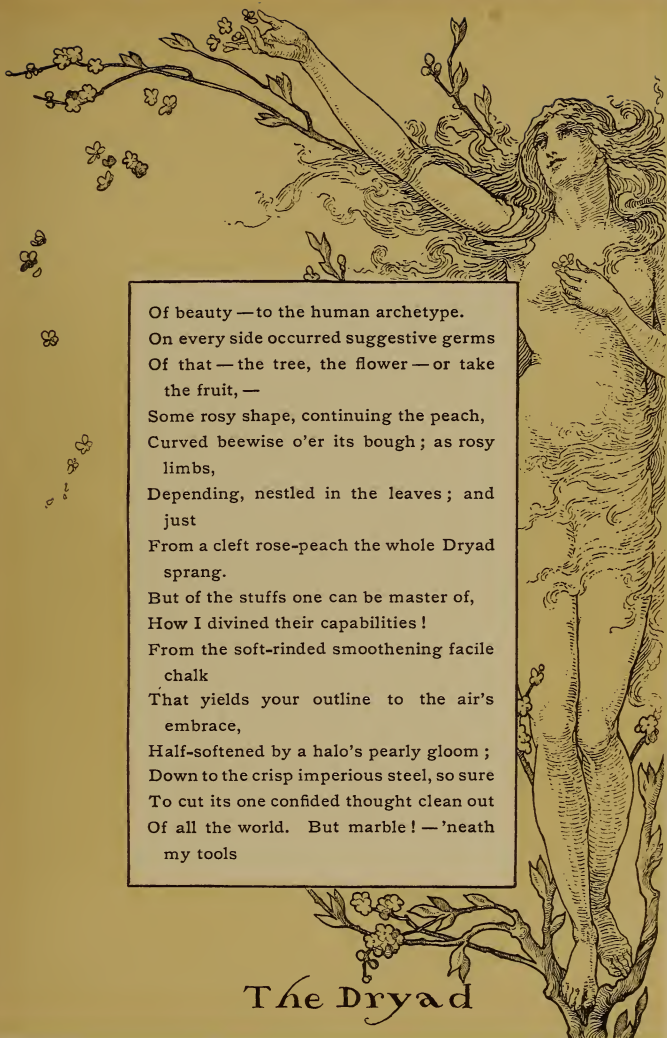 Of beauty — to the human archetype.
On every side occurred suggestive germs
Of that — the tree, the flower — or take
the fruit, —
Some rosy shape, continuing the peach,
Curved beewise o'er its bough; as rosy
limbs,
Depending, nestled in the leaves; and
just
From a cleft rose-peach the whole Dryad
sprang.
But of the stuffs one can be master of,
How I divined their capabilities!
From the soft-rinded smoothening facile
chalk
That yields your outline to the air's
embrace,
Half-softened by a halo's pearly gloom;
Down to the crisp imperious steel, so sure
To cut its one confided thought clean out
Of all the world. But marble! — 'neath
my tools
The Dryad